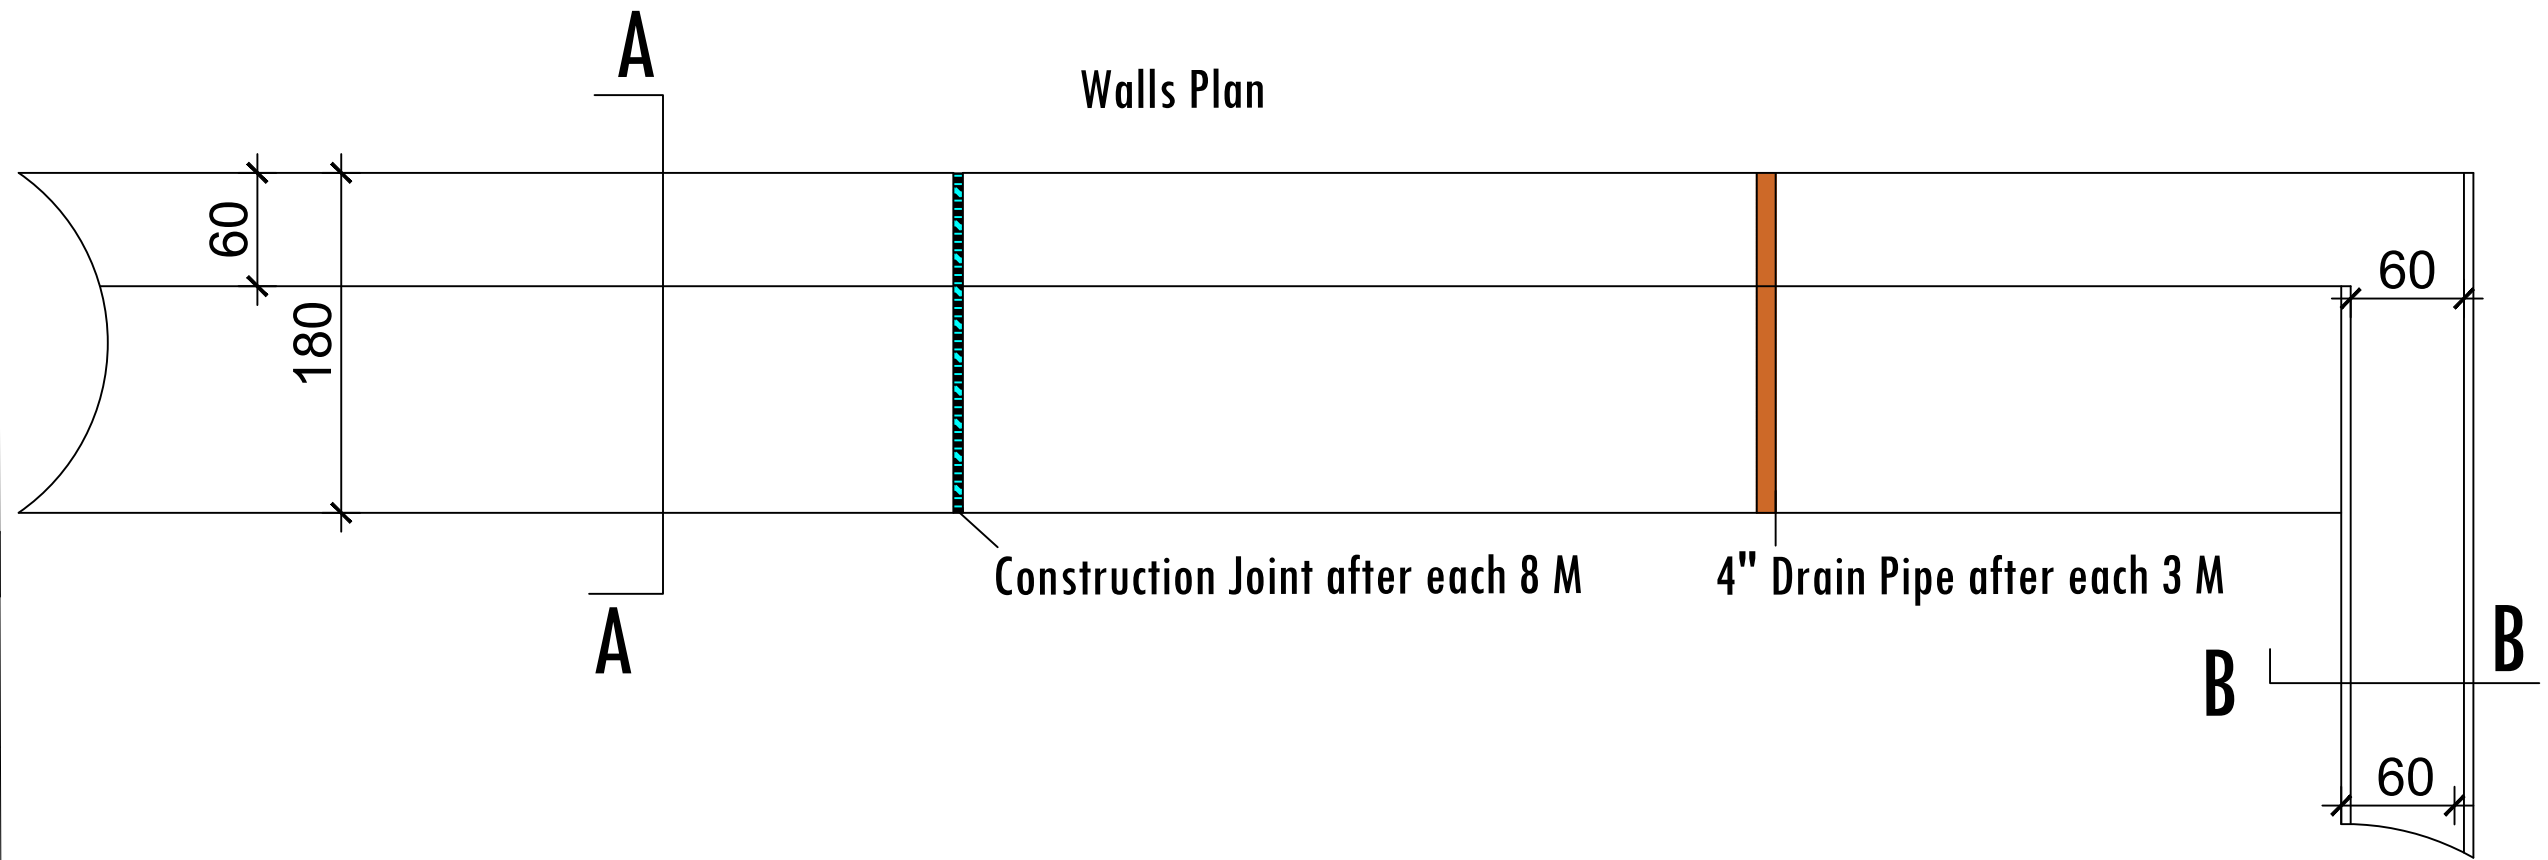 A
Walls Plan
60
180
60
Construction Joint after each 8 M
4" Drain Pipe after each 3 M
A
B
B
60